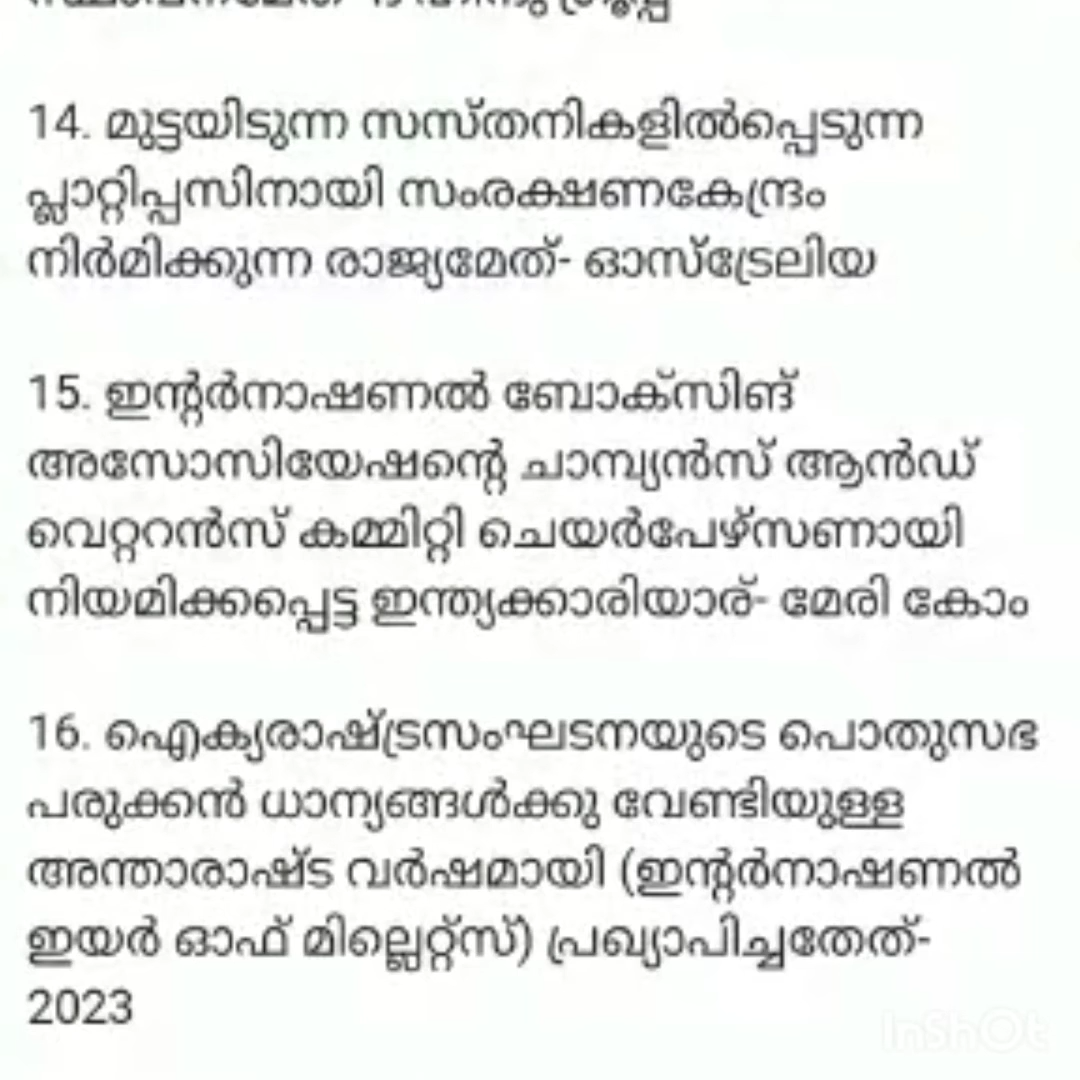 14. മുട്ടയിടുന്ന സസ്തനികളിൽപ്പെടുന്ന
പ്ലാറ്റിപ്പസിനായി സംരക്ഷണകേന്ദ്രം
നിർമിക്കുന്ന രാജ്യമേത്- ഓസ്ട്രേലിയ
15. ഇന്റർനാഷണൽ ബോക്സിങ്
അസോസിയേഷന്റെ ചാമ്പ്യൻസ് ആൻഡ്
വെറ്ററൻസ് കമ്മിറ്റി ചെയർപേഴ്സണായി
നിയമിക്കപ്പെട്ട ഇന്ത്യക്കാരിയാര്- മേരി കോം
16. ഐക്യരാഷ്ട്രസംഘടനയുടെ പൊതുസഭ
പരുക്കൻ ധാന്യങ്ങൾക്കു വേണ്ടിയുള്ള
അന്താരാഷ്ട വർഷമായി (ഇന്റർനാഷണൽ
ഇയർ ഓഫ് മില്ലെറ്റ്സ്) പ്രഖ്യാപിച്ചതേത്-
2023
InShOt